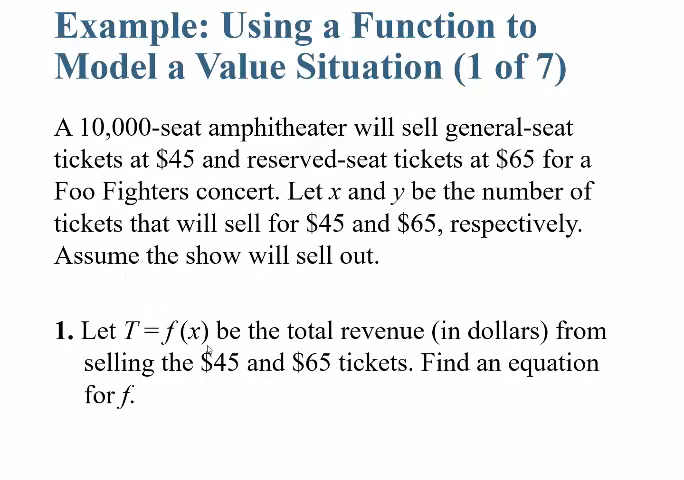 Example: Using a Function to
Model a Value Situation (1 of 7)
A 10,000-seat amphitheater will sell general-seat
tickets at $45 and reserved-seat tickets at $65 for a
Foo Fighters concert. Let x and y be the number of
tickets that will sell for $45 and $65, respectively.
Assume the show will sell out.
1. Let T = f (x) be the total revenue (in dollars) from
selling the $45 and $65 tickets. Find an equation
for f.